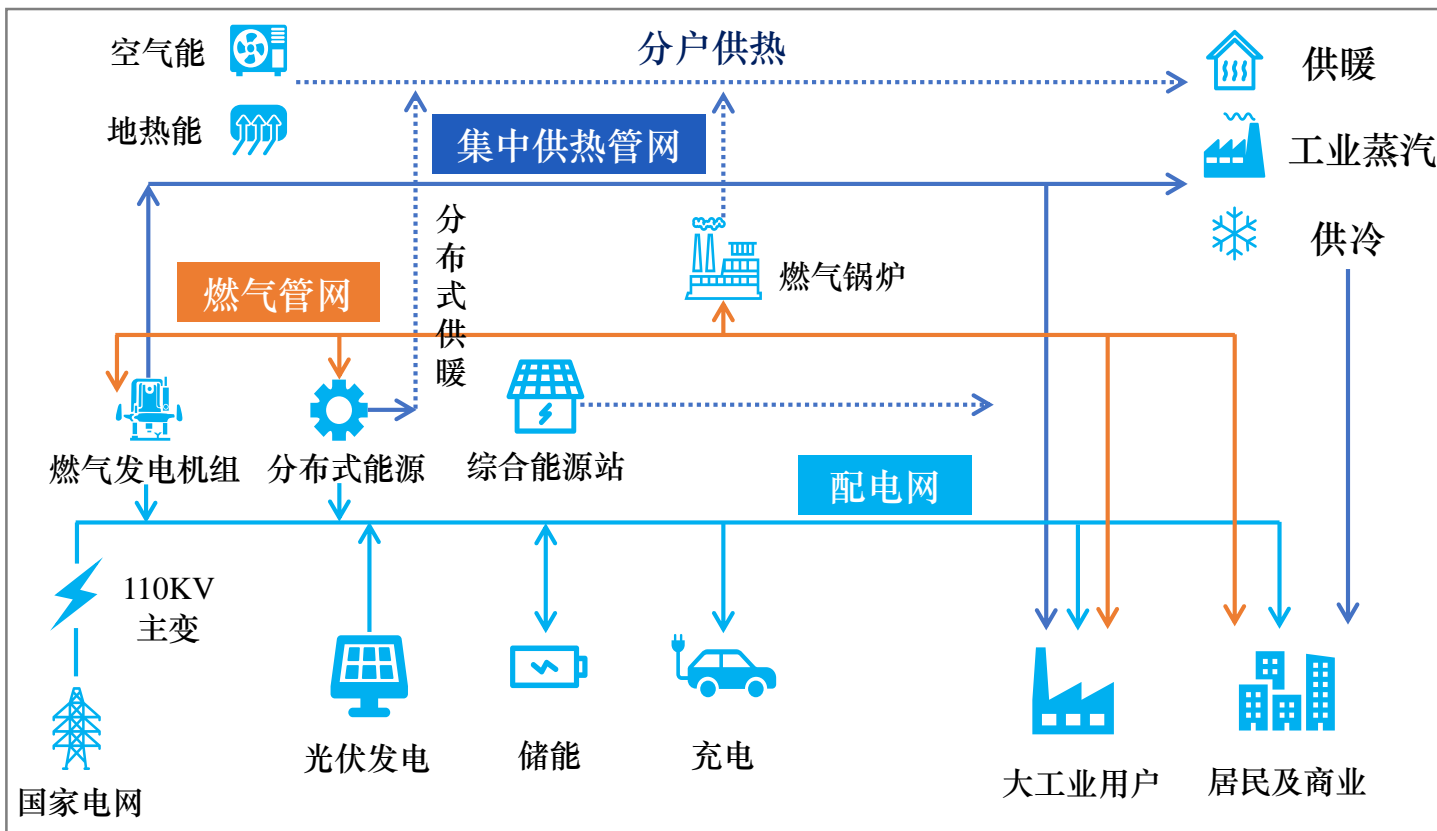 空气能
分户供热
供暖
地热能
集中供热管网
工业蒸汽
分布式供暖
供冷
燃气管网
燃气锅炉
燃气发电机组
分布式能源
综合能源站
配电网
110KV
主变
国家电网
光伏发电
储能
充电
大工业用户
居民及商业